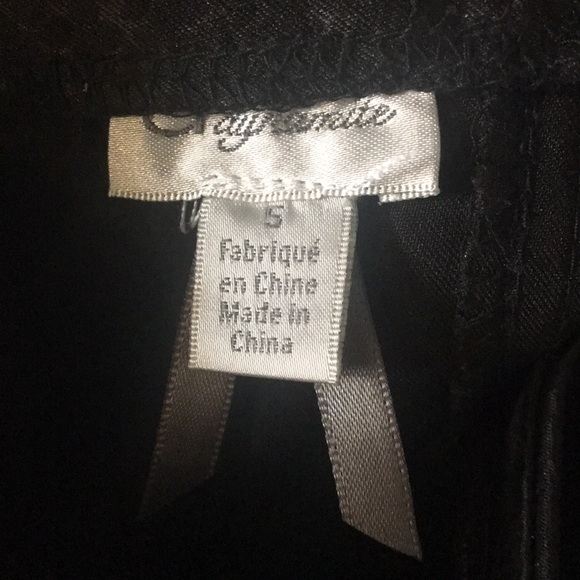 S
Fabriqué
en Chine
Made in
China